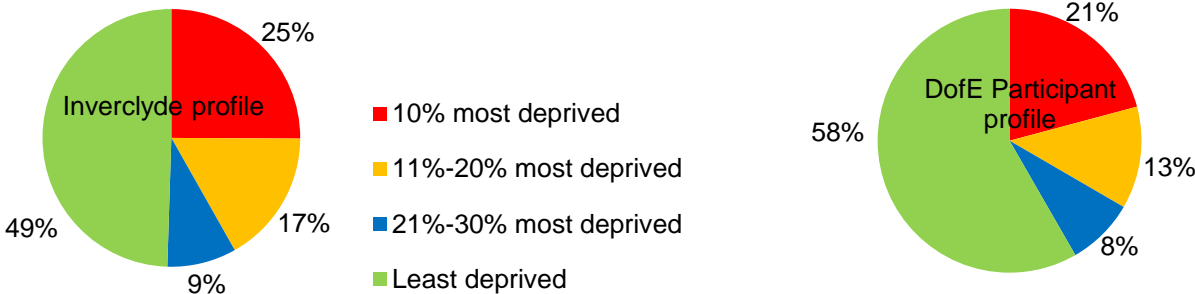 25%
Inverclyde profile
49%
17%
9%
10% most deprived
11%-20% most deprived
21%-30% most deprived
Least deprived
21%
DofE Participant
profile
58%
13%
8%